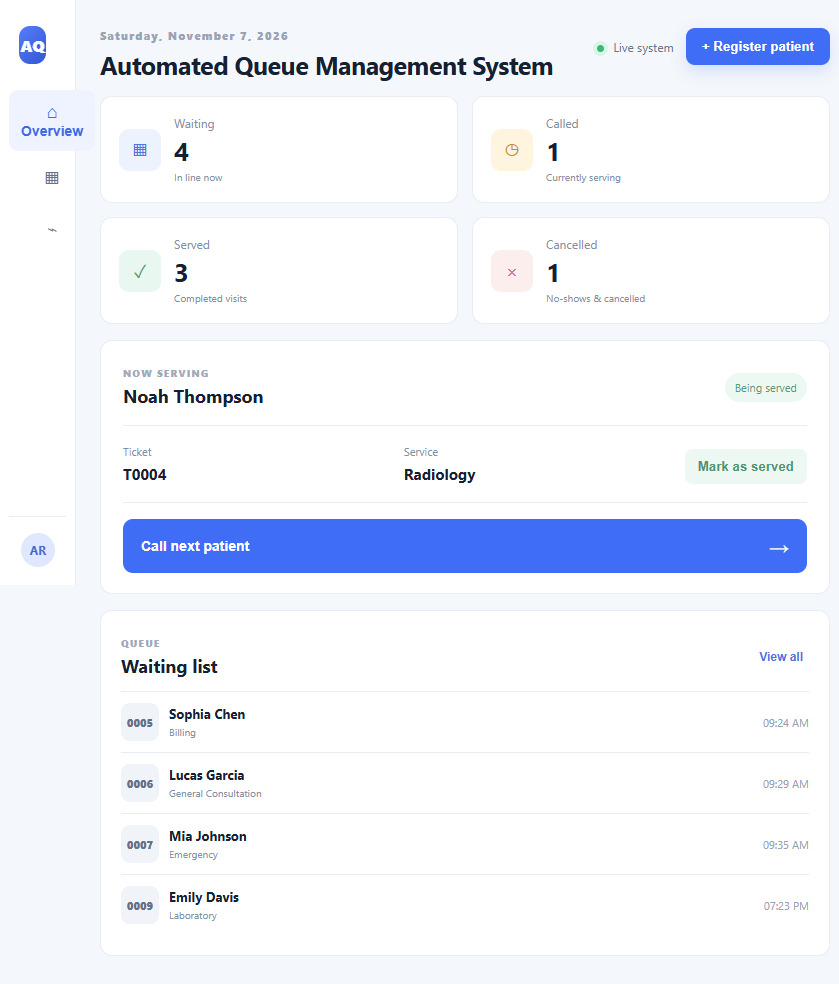 AQ
Overview
AR
Saturday, November 7, 2026
Automated Queue Management System
Live system
+ Register patient
Waiting
4
In line now
Called
1
Currently serving
Served
3
Completed visits
Cancelled
1
No-shows & cancelled
NOW SERVING
Noah Thompson
Being served
Ticket
T0004
Service
Radiology
Mark as served
Call next patient →
QUEUE
Waiting list
View all
0005
Sophia Chen
Billing
09:24 AM
0006
Lucas Garcia
General Consultation
09:29 AM
0007
Mia Johnson
Emergency
09:35 AM
0009
Emily Davis
Laboratory
07:23 PM